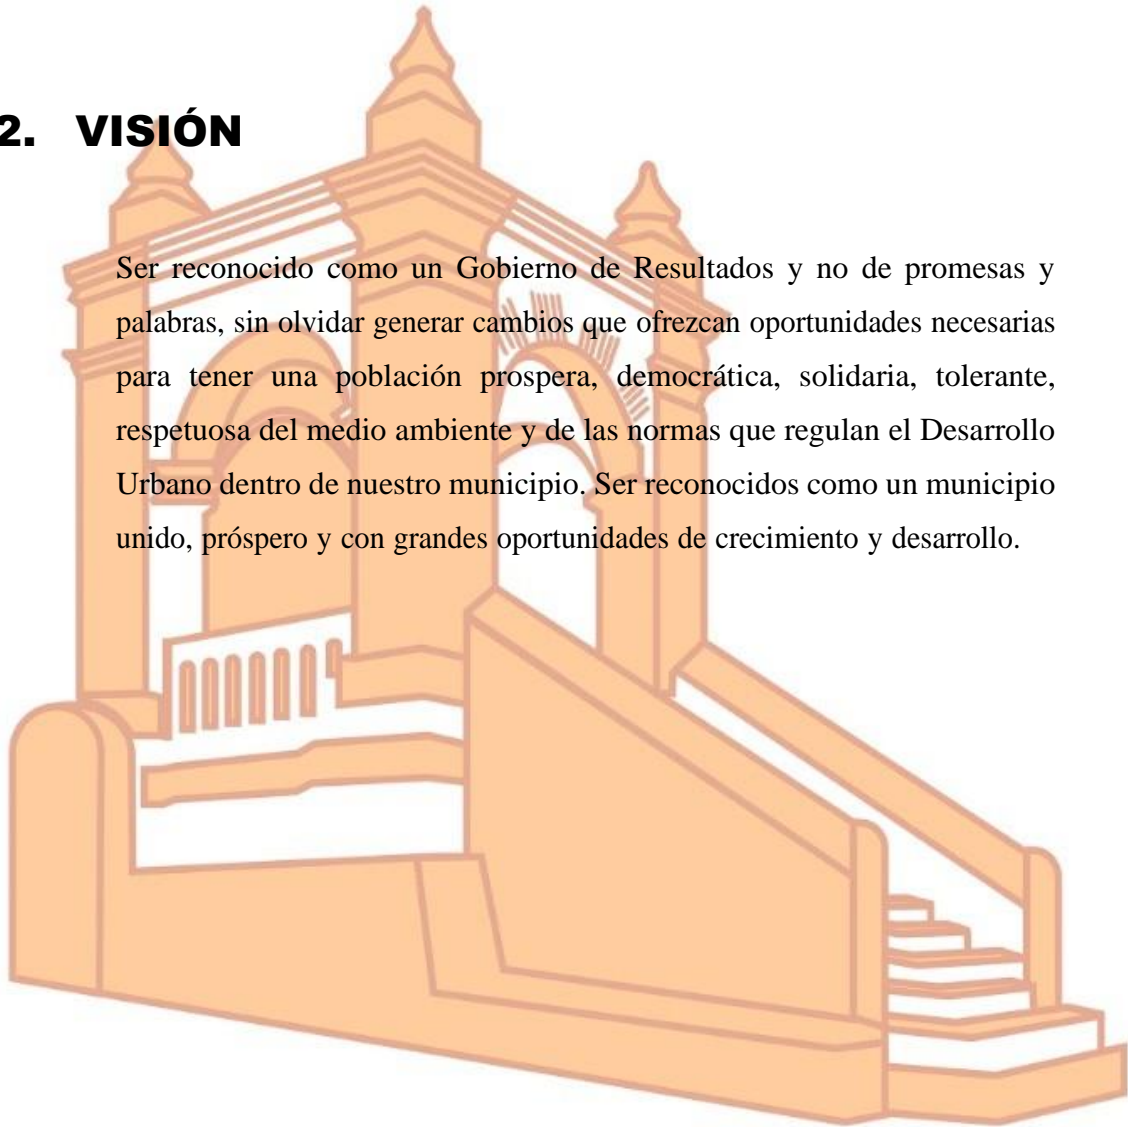 2. VISIÓN
Ser reconocido como un Gobierno de Resultados y no de promesas y
palabras, sin olvidar generar cambios que ofrezcan oportunidades necesarias
para tener una población prospera, democrática, solidaria, tolerante,
respetuosa del medio ambiente y de las normas que regulan el Desarrollo
Urbano dentro de nuestro municipio. Ser reconocidos como un municipio
unido, próspero y con grandes oportunidades de crecimiento y desarrollo.